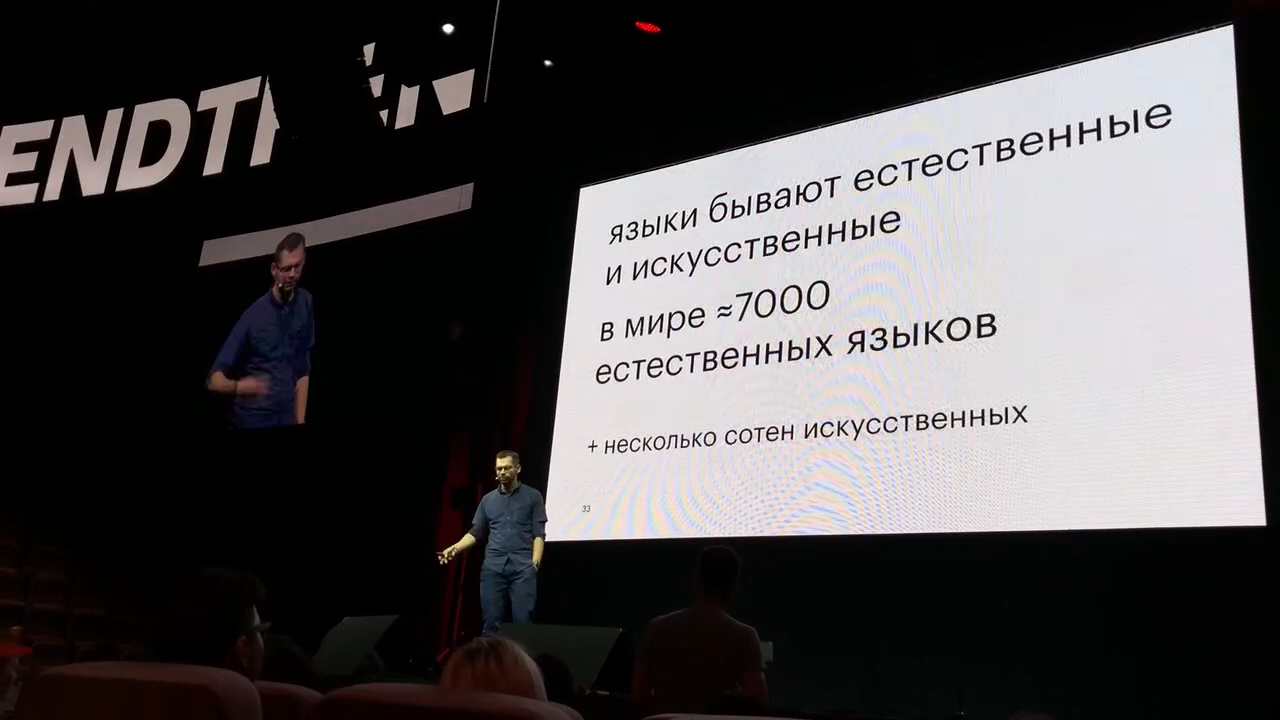 ENDT
языки бывают естественные
и искусственные
в мире ≈7000
естественных языков
+ несколько сотен искусственных
33